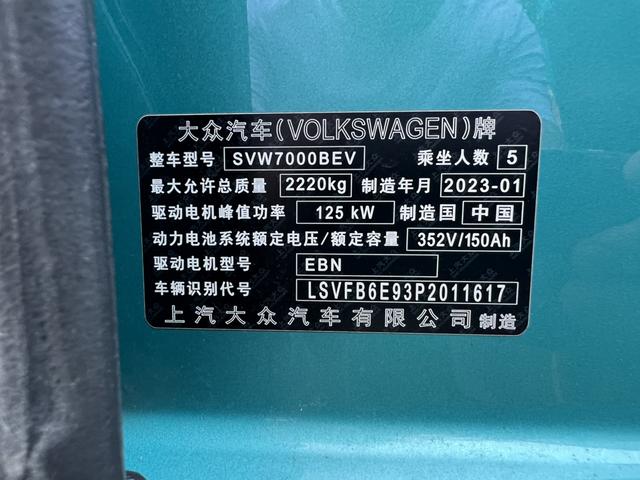 大众汽车(VOLKSWAGEN)牌
整车型号 SVW7000BEV 乘坐人数 5
最大允许总质量 2220kg 制造年月 2023-01
驱动电机峰值功率 125 kW 制造国 中国
动力电池系统额定电压/额定容量 352V/150Ah
驱动电机型号 EBN
车辆识别代号 LSVFB6E93P2011617
上汽大众汽车有限公司 制造